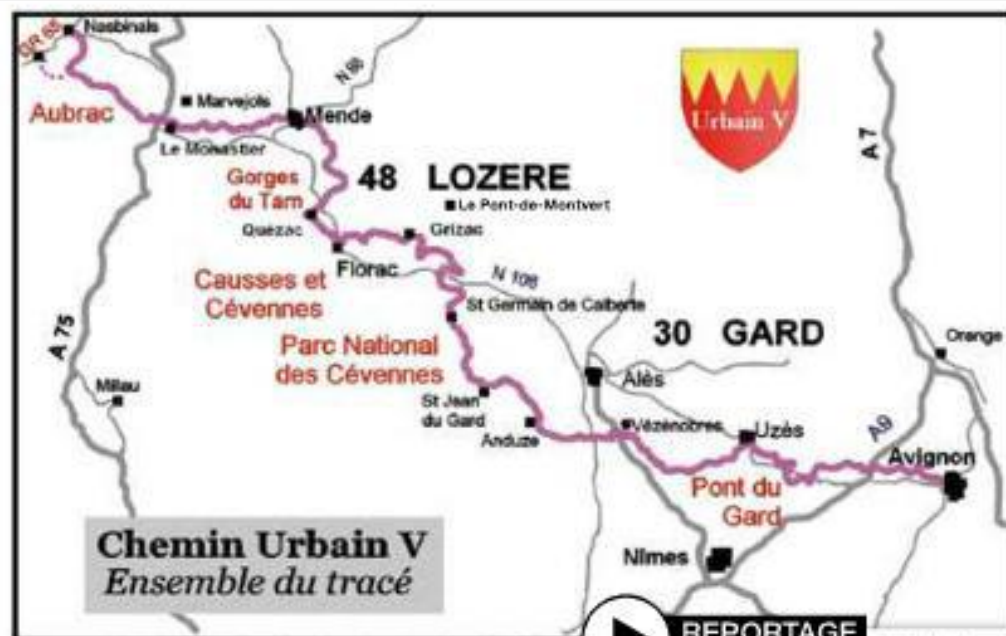 Nasbinals
GR 65
Aubrac
Marvejols
N 88
Mende
Le Monastier
Urbain V
A 7
48 LOZERE
Gorges
du Tarn
Le Pont-de-Montvert
Quézac
Grizac
Florac
N 106
Causses et
Cévennes
St Germain de Calberte
30 GARD
A 75
Parc National
des Cévennes
Orange
Millau
Alès
St Jean
du Gard
Anduze
Vézénobres
Uzès
A9
Avignon
Pont du
Gard
Chemin Urbain V
Ensemble du tracé
Nîmes
REPORTAGE